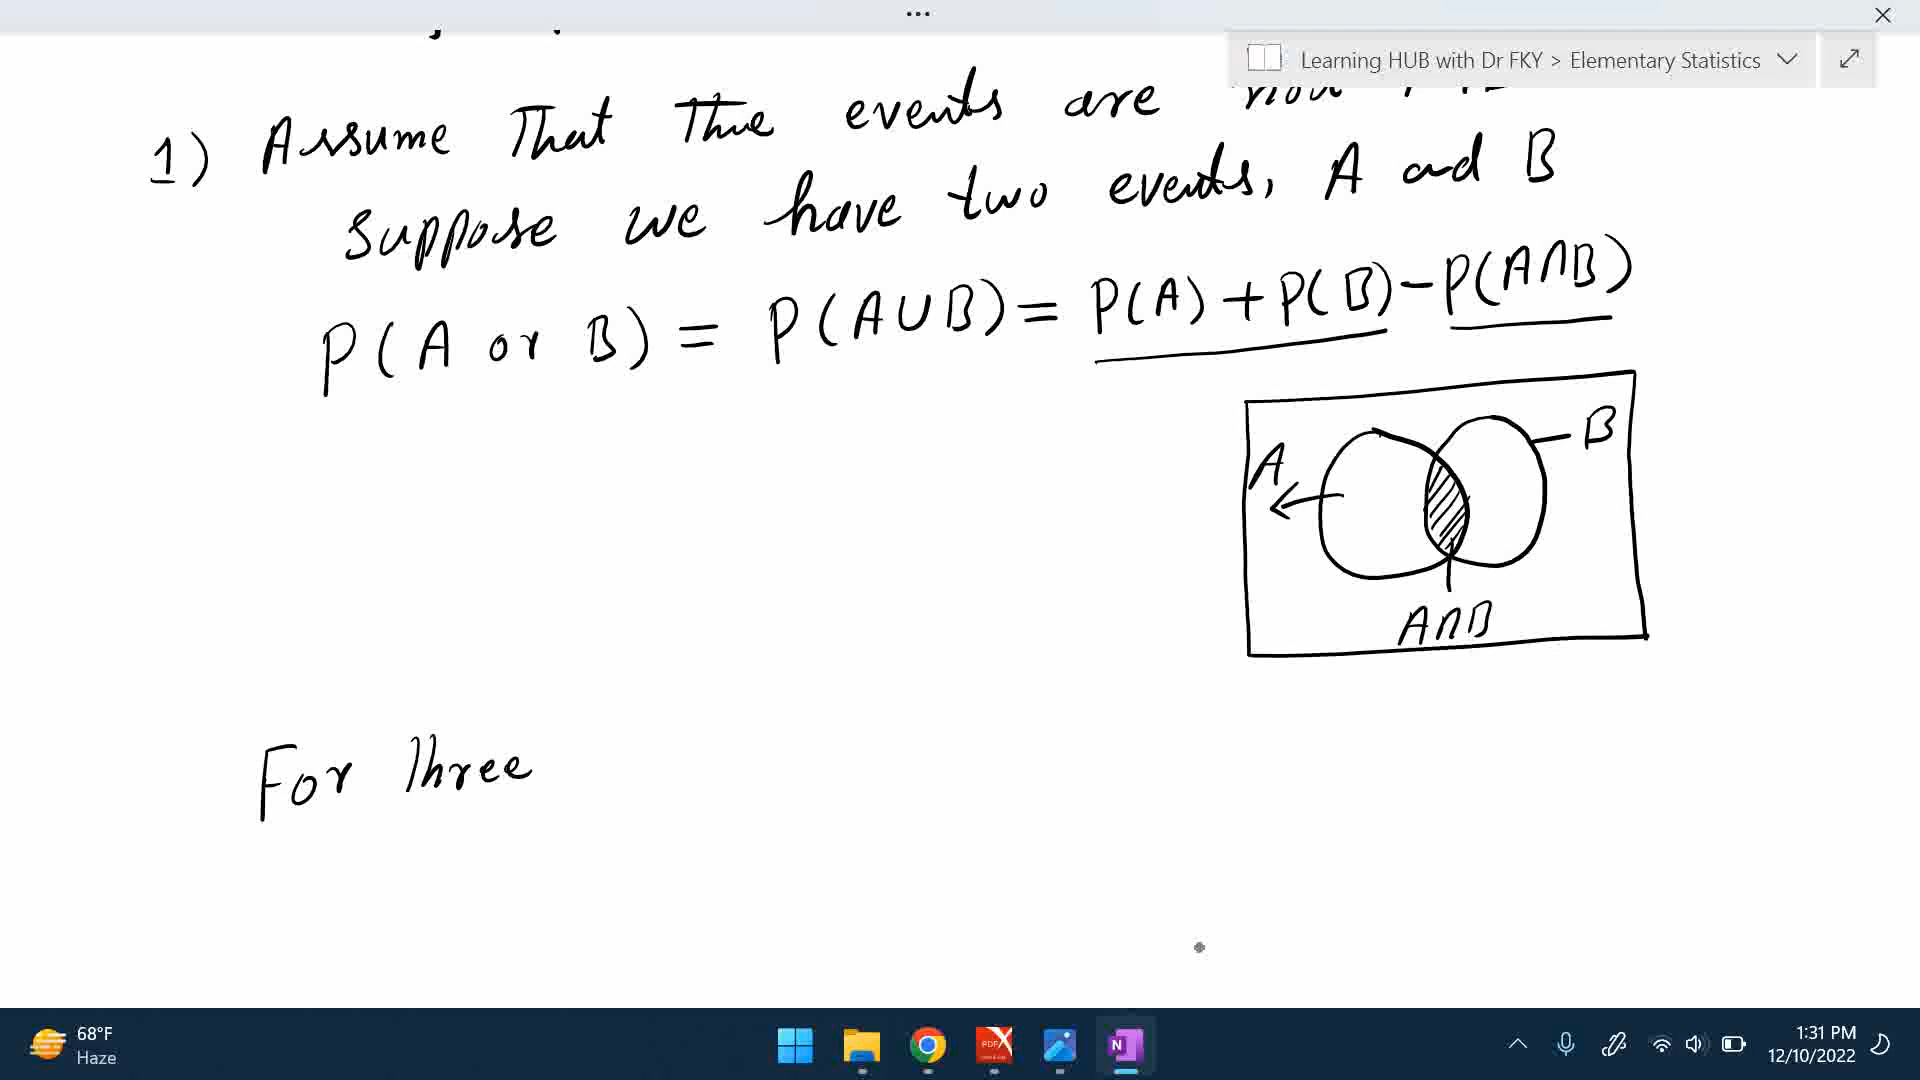 Learning HUB with Dr FKY > Elementary Statistics
1) Assume That The events are
suppose we have two events, A and B
P(A or B) = P(A∪B) = P(A) + P(B) - P(A∩B)
A
B
A∩B
For Three
68°F
Haze
1:31 PM
12/10/2022